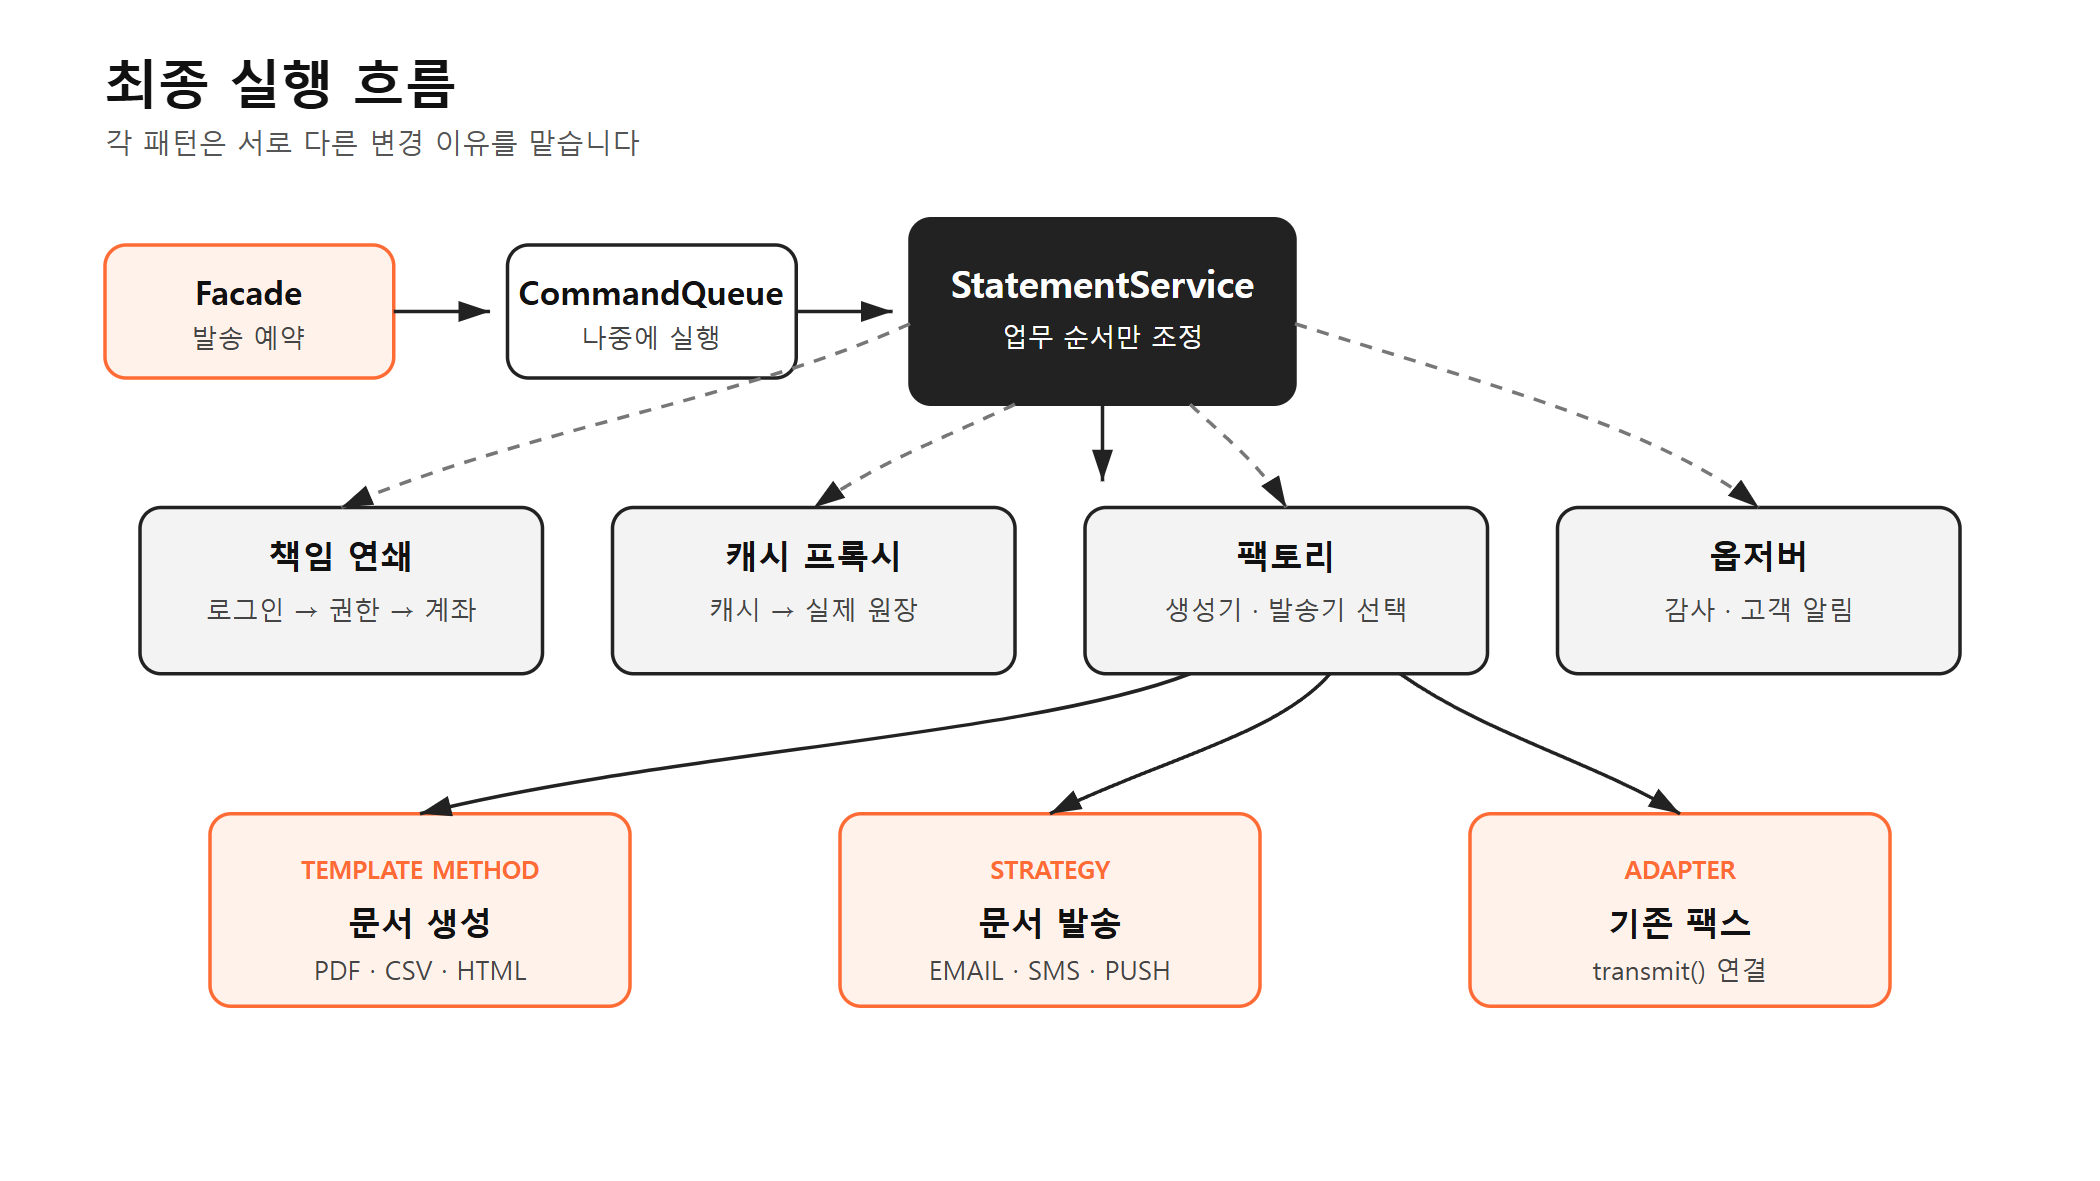 최종 실행 흐름
각 패턴은 서로 다른 변경 이유를 맡습니다
Facade
발송 예약
CommandQueue
나중에 실행
StatementService
업무 순서만 조정
책임 연쇄
로그인 → 권한 → 계좌
캐시 프록시
캐시 → 실제 원장
팩토리
생성기 · 발송기 선택
옵저버
감사 · 고객 알림
TEMPLATE METHOD
문서 생성
PDF · CSV · HTML
STRATEGY
문서 발송
EMAIL · SMS · PUSH
ADAPTER
기존 팩스
transmit() 연결